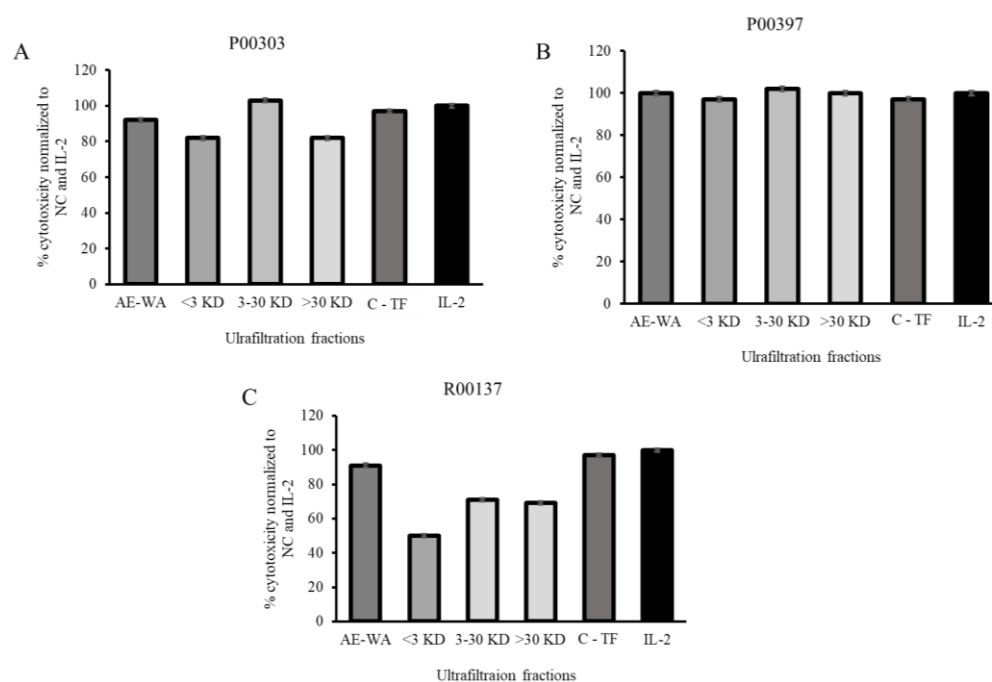 A
P00303
% cytotoxicity normalized to
NC and IL-2
120
100
80
60
40
20
0
AE-WA <3 KD 3-30 KD >30 KD C - TF IL-2
Ulrafiltration fractions
B
P00397
% cytotoxicity normalized to
NC and IL-2
120
100
80
60
40
20
0
AE-WA <3 KD 3-30 KD >30 KD C - TF IL-2
Ulrafiltration fractions
C
R00137
% cytotoxicity normalized to
NC and IL-2
120
100
80
60
40
20
0
AE-WA <3 KD 3-30 KD >30 KD C - TF IL-2
Ultrafiltraion fractions